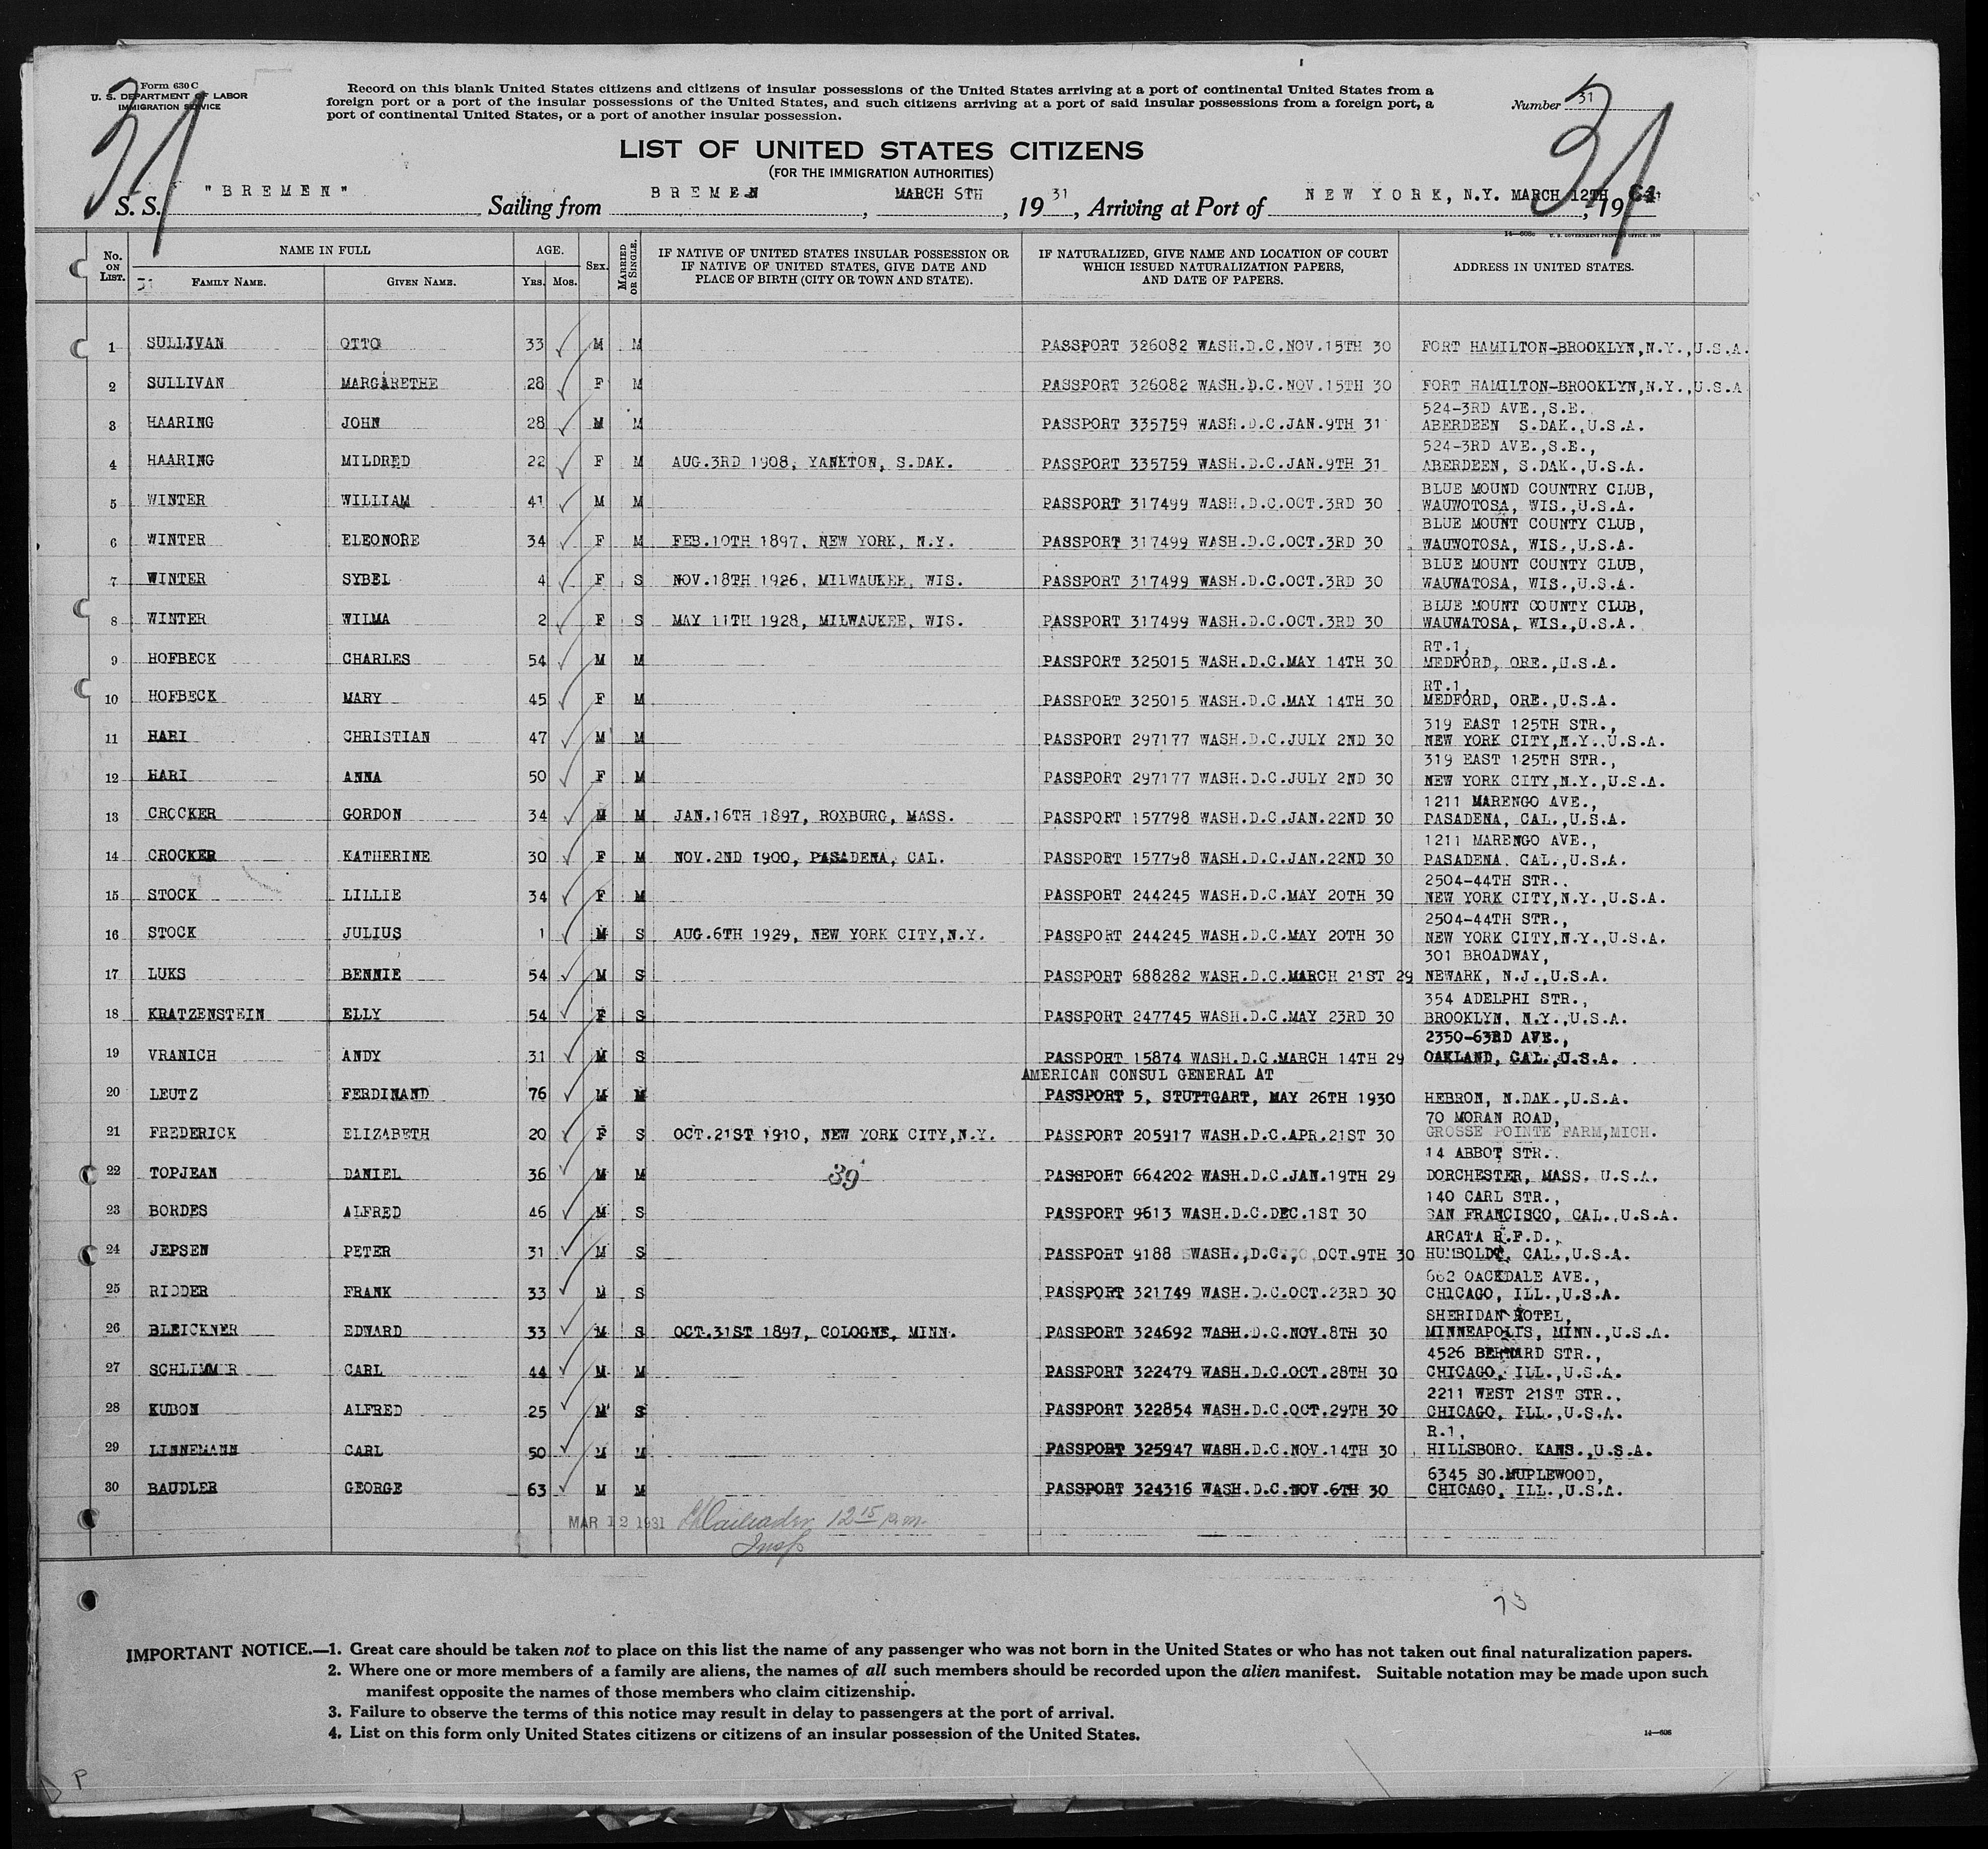 Form 630 C
U. S. DEPARTMENT OF LABOR
IMMIGRATION SERVICE
31
Record on this blank United States citizens and citizens of insular possessions of the United States arriving at a port of continental United States from a
foreign port or a port of the insular possessions of the United States, and such citizens arriving at a port of said insular possessions from a foreign port, a
port of continental United States, or a port of another insular possession.
Number 31
31
LIST OF UNITED STATES CITIZENS
(FOR THE IMMIGRATION AUTHORITIES)
S. S. "BREMEN" Sailing from BREMEN, MARCH 5TH, 19 31, Arriving at Port of NEW YORK, N.Y. MARCH 12TH, 19
No. ON LIST. NAME IN FULL AGE. SEX. MARRIED OR SINGLE. IF NATIVE OF UNITED STATES INSULAR POSSESSION OR IF NATIVE OF UNITED STATES, GIVE DATE AND PLACE OF BIRTH (CITY OR TOWN AND STATE). IF NATURALIZED, GIVE NAME AND LOCATION OF COURT WHICH ISSUED NATURALIZATION PAPERS, AND DATE OF PAPERS. ADDRESS IN UNITED STATES.
31 FAMILY NAME. GIVEN NAME. YRS. MOS.
1 SULLIVAN OTTO 33 M M PASSPORT 326082 WASH.D.C.NOV.15TH 30 FORT HAMILTON-BROOKLYN,N.Y.,U.S.A.
2 SULLIVAN MARGARETHE 28 F M PASSPORT 326082 WASH.D.C.NOV.15TH 30 FORT HAMILTON-BROOKLYN,N.Y.,U.S.A
524-3RD AVE.,S.E.
3 HAARING JOHN 28 M M PASSPORT 335759 WASH.D.C.JAN.9TH 31 ABERDEEN S.DAK.,U.S.A.
524-3RD AVE.,S.E.,
4 HAARING MILDRED 22 F M AUG.3RD 1908, YANKTON, S.DAK. PASSPORT 335759 WASH.D.C.JAN.9TH 31 ABERDEEN, S.DAK.,U.S.A.
BLUE MOUND COUNTRY CLUB,
5 WINTER WILLIAM 41 M M PASSPORT 317499 WASH.D.C.OCT.3RD 30 WAUWOTOSA, WIS.,U.S.A.
BLUE MOUNT COUNTY CLUB,
6 WINTER ELEONORE 34 F M FEB.10TH 1897, NEW YORK, N.Y. PASSPORT 317499 WASH.D.C.OCT.3RD 30 WAUWOTOSA, WIS.,U.S.A.
BLUE MOUNT COUNTY CLUB,
7 WINTER SYBEL 4 F S NOV.18TH 1926, MILWAUKEE, WIS. PASSPORT 317499 WASH.D.C.OCT.3RD 30 WAUWATOSA, WIS.,U.S.A.
BLUE MOUNT COUNTY CLUB,
8 WINTER WILMA 2 F S MAY 11TH 1928, MILWAUKEE, WIS. PASSPORT 317499 WASH.D.C.OCT.3RD 30 WAUWATOSA, WIS.,U.S.A.
RT.1,
9 HOFBECK CHARLES 54 M M PASSPORT 325015 WASH.D.C.MAY 14TH 30 MEDFORD, ORE.,U.S.A.
RT.1,
10 HOFBECK MARY 45 F M PASSPORT 325015 WASH.D.C.MAY 14TH 30 MEDFORD, ORE.,U.S.A.
319 EAST 125TH STR.,
11 HARI CHRISTIAN 47 M M PASSPORT 297177 WASH.D.C.JULY 2ND 30 NEW YORK CITY,N.Y.,U.S.A.
319 EAST 125TH STR.,
12 HARI ANNA 50 F M PASSPORT 297177 WASH.D.C.JULY 2ND 30 NEW YORK CITY,N.Y.,U.S.A.
1211 MARENGO AVE.,
13 CROCKER GORDON 34 M M JAN.16TH 1897, ROXBURG, MASS. PASSPORT 157798 WASH.D.C.JAN.22ND 30 PASADENA, CAL.,U.S.A.
1211 MARENGO AVE.,
14 CROCKER KATHERINE 30 F M NOV.2ND 1900, PASADENA, CAL. PASSPORT 157798 WASH.D.C.JAN.22ND 30 PASADENA. CAL.,U.S.A.
2504-44TH STR.,
15 STOCK LILLIE 34 F M PASSPORT 244245 WASH.D.C.MAY 20TH 30 NEW YORK CITY,N.Y.,U.S.A.
2504-44TH STR.,
16 STOCK JULIUS 1 M S AUG.6TH 1929, NEW YORK CITY,N.Y. PASSPORT 244245 WASH.D.C.MAY 20TH 30 NEW YORK CITY,N.Y.,U.S.A.
301 BROADWAY,
17 LUKS BENNIE 54 M S PASSPORT 688282 WASH.D.C.MARCH 21ST 29 NEWARK, N.J.,U.S.A.
354 ADELPHI STR.,
18 KRATZENSTEIN ELLY 54 F S PASSPORT 247745 WASH.D.C.MAY 23RD 30 BROOKLYN, N.Y.,U.S.A.
2350-63RD AVE.,
19 VRANICH ANDY 31 M S PASSPORT 15874 WASH.D.C.MARCH 14TH 29 OAKLAND, CAL.,U.S.A.
AMERICAN CONSUL GENERAL AT
20 LEUTZ FERDINAND 76 M M PASSPORT 5, STUTTGART, MAY 26TH 1930 HEBRON, N.DAK.,U.S.A.
70 MORAN ROAD,
21 FREDERICK ELIZABETH 20 F S OCT.21ST 1910, NEW YORK CITY,N.Y. PASSPORT 205917 WASH.D.C.APR.21ST 30 GROSSE POINTE FARM,MICH.
14 ABBOT STR.
22 TOPJEAN DANIEL 36 M M 39 PASSPORT 664202 WASH.D.C.JAN.19TH 29 DORCHESTER, MASS. U.S.A.
140 CARL STR.,
23 BORDES ALFRED 46 M S PASSPORT 9613 WASH.D.C.DEC.1ST 30 SAN FRANCISCO, CAL.,U.S.A.
ARCATA R.F.D.,
24 JEPSEN PETER 31 M S PASSPORT 9188 WASH.,D.C., OCT.9TH 30 HUMBOLDT, CAL.,U.S.A.
662 OACKDALE AVE.,
25 RIDDER FRANK 33 M S PASSPORT 321749 WASH.D.C.OCT.23RD 30 CHICAGO, ILL.,U.S.A.
SHERIDAN HOTEL,
26 BLEICKNER EDWARD 33 M S OCT.31ST 1897, COLOGNE, MINN. PASSPORT 324692 WASH.D.C.NOV.8TH 30 MINNEAPOLIS, MINN.,U.S.A.
4526 BERNARD STR.,
27 SCHLIMMER CARL 44 M M PASSPORT 322479 WASH.D.C.OCT.28TH 30 CHICAGO, ILL.,U.S.A.
2211 WEST 21ST STR.,
28 KUBON ALFRED 25 M S PASSPORT 322854 WASH.D.C.OCT.29TH 30 CHICAGO, ILL.,U.S.A.
R.1,
29 LINNEMANN CARL 50 M M PASSPORT 325947 WASH.D.C.NOV.14TH 30 HILLSBORO. KANS.,U.S.A.
6345 SO.MUPLEWOOD,
30 BAUDLER GEORGE 63 M M PASSPORT 324316 WASH.D.C.NOV.6TH 30 CHICAGO, ILL.,U.S.A.
MAR 12 1931 12 15 p.m.
Insp
73
IMPORTANT NOTICE.—1. Great care should be taken not to place on this list the name of any passenger who was not born in the United States or who has not taken out final naturalization papers.
2. Where one or more members of a family are aliens, the names of all such members should be recorded upon the alien manifest. Suitable notation may be made upon such
manifest opposite the names of those members who claim citizenship.
3. Failure to observe the terms of this notice may result in delay to passengers at the port of arrival.
4. List on this form only United States citizens or citizens of an insular possession of the United States.
P